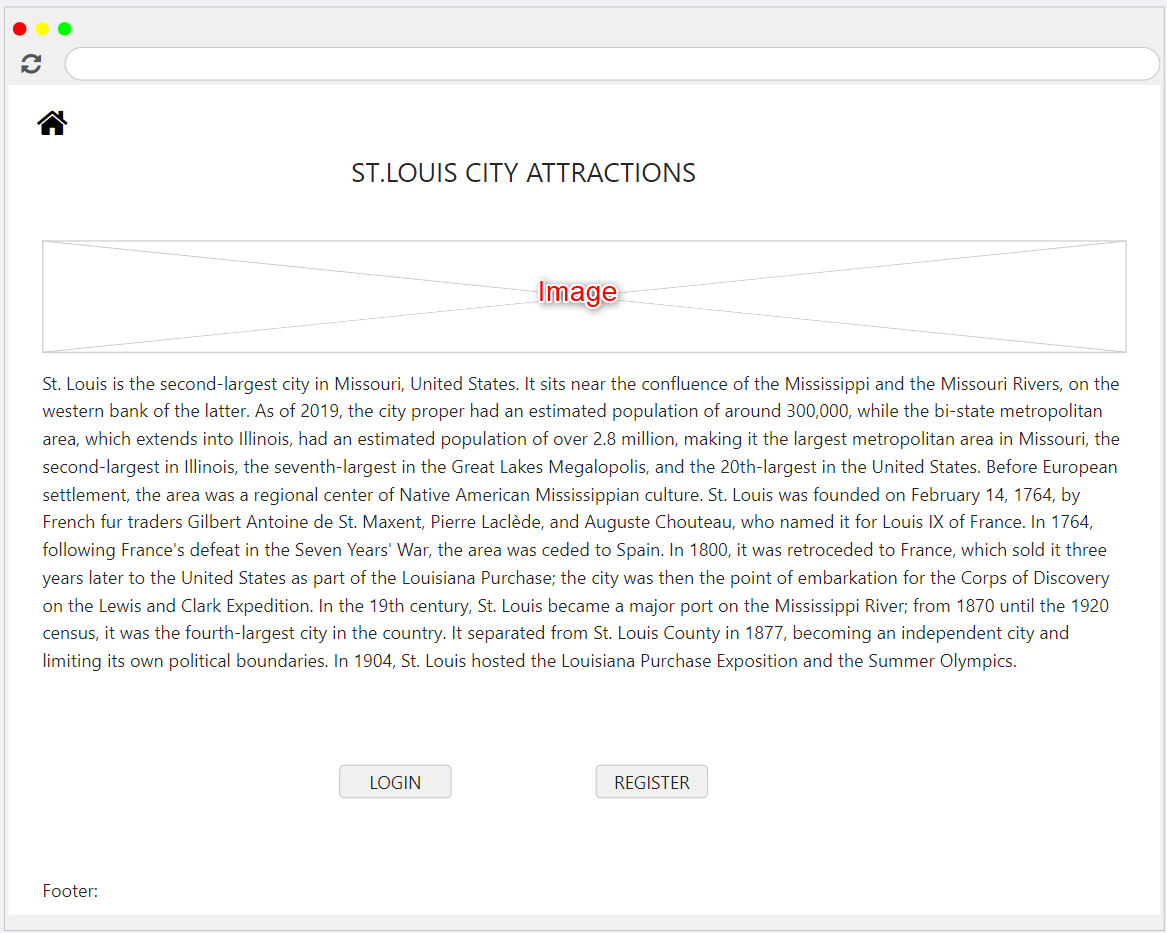 ST.LOUIS CITY ATTRACTIONS
Image
St. Louis is the second-largest city in Missouri, United States. It sits near the confluence of the Mississippi and the Missouri Rivers, on the
western bank of the latter. As of 2019, the city proper had an estimated population of around 300,000, while the bi-state metropolitan
area, which extends into Illinois, had an estimated population of over 2.8 million, making it the largest metropolitan area in Missouri, the
second-largest in Illinois, the seventh-largest in the Great Lakes Megalopolis, and the 20th-largest in the United States. Before European
settlement, the area was a regional center of Native American Mississippian culture. St. Louis was founded on February 14, 1764, by
French fur traders Gilbert Antoine de St. Maxent, Pierre Laclède, and Auguste Chouteau, who named it for Louis IX of France. In 1764,
following France's defeat in the Seven Years' War, the area was ceded to Spain. In 1800, it was retroceded to France, which sold it three
years later to the United States as part of the Louisiana Purchase; the city was then the point of embarkation for the Corps of Discovery
on the Lewis and Clark Expedition. In the 19th century, St. Louis became a major port on the Mississippi River; from 1870 until the 1920
census, it was the fourth-largest city in the country. It separated from St. Louis County in 1877, becoming an independent city and
limiting its own political boundaries. In 1904, St. Louis hosted the Louisiana Purchase Exposition and the Summer Olympics.
LOGIN
REGISTER
Footer: